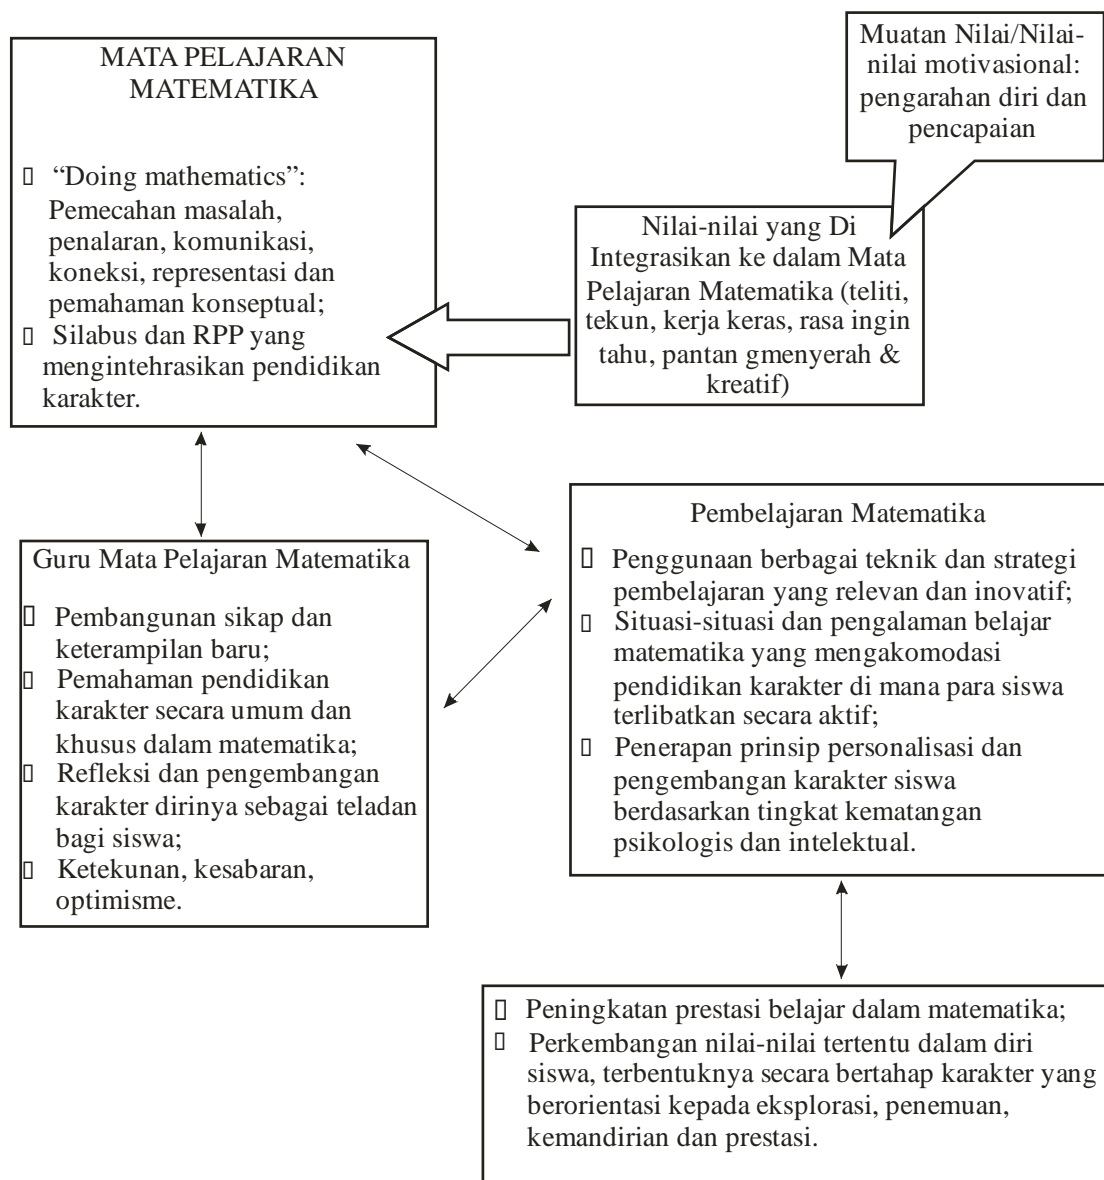 MATA PELAJARAN
MATEMATIKA
“Doing mathematics”:
Pemecahan masalah,
penalaran, komunikasi,
koneksi, representasi dan
pemahaman konseptual;
Silabus dan RPP yang
mengintehrasikan pendidikan
karakter.
Muatan Nilai/Nilai-
nilai motivasional:
pengarahan diri dan
pencapaian
Nilai-nilai yang Di
Integrasikan ke dalam Mata
Pelajaran Matematika (teliti,
tekun, kerja keras, rasa ingin
tahu, pantan gmenyerah &
kreatif)
Guru Mata Pelajaran Matematika
Pembangunan sikap dan
keterampilan baru;
Pemahaman pendidikan
karakter secara umum dan
khusus dalam matematika;
Refleksi dan pengembangan
karakter dirinya sebagai teladan
bagi siswa;
Ketekunan, kesabaran,
optimisme.
Pembelajaran Matematika
Penggunaan berbagai teknik dan strategi
pembelajaran yang relevan dan inovatif;
Situasi-situasi dan pengalaman belajar
matematika yang mengakomodasi
pendidikan karakter di mana para siswa
terlibatkan secara aktif;
Penerapan prinsip personalisasi dan
pengembangan karakter siswa
berdasarkan tingkat kematangan
psikologis dan intelektual.
Peningkatan prestasi belajar dalam matematika;
Perkembangan nilai-nilai tertentu dalam diri
siswa, terbentuknya secara bertahap karakter yang
berorientasi kepada eksplorasi, penemuan,
kemandirian dan prestasi.